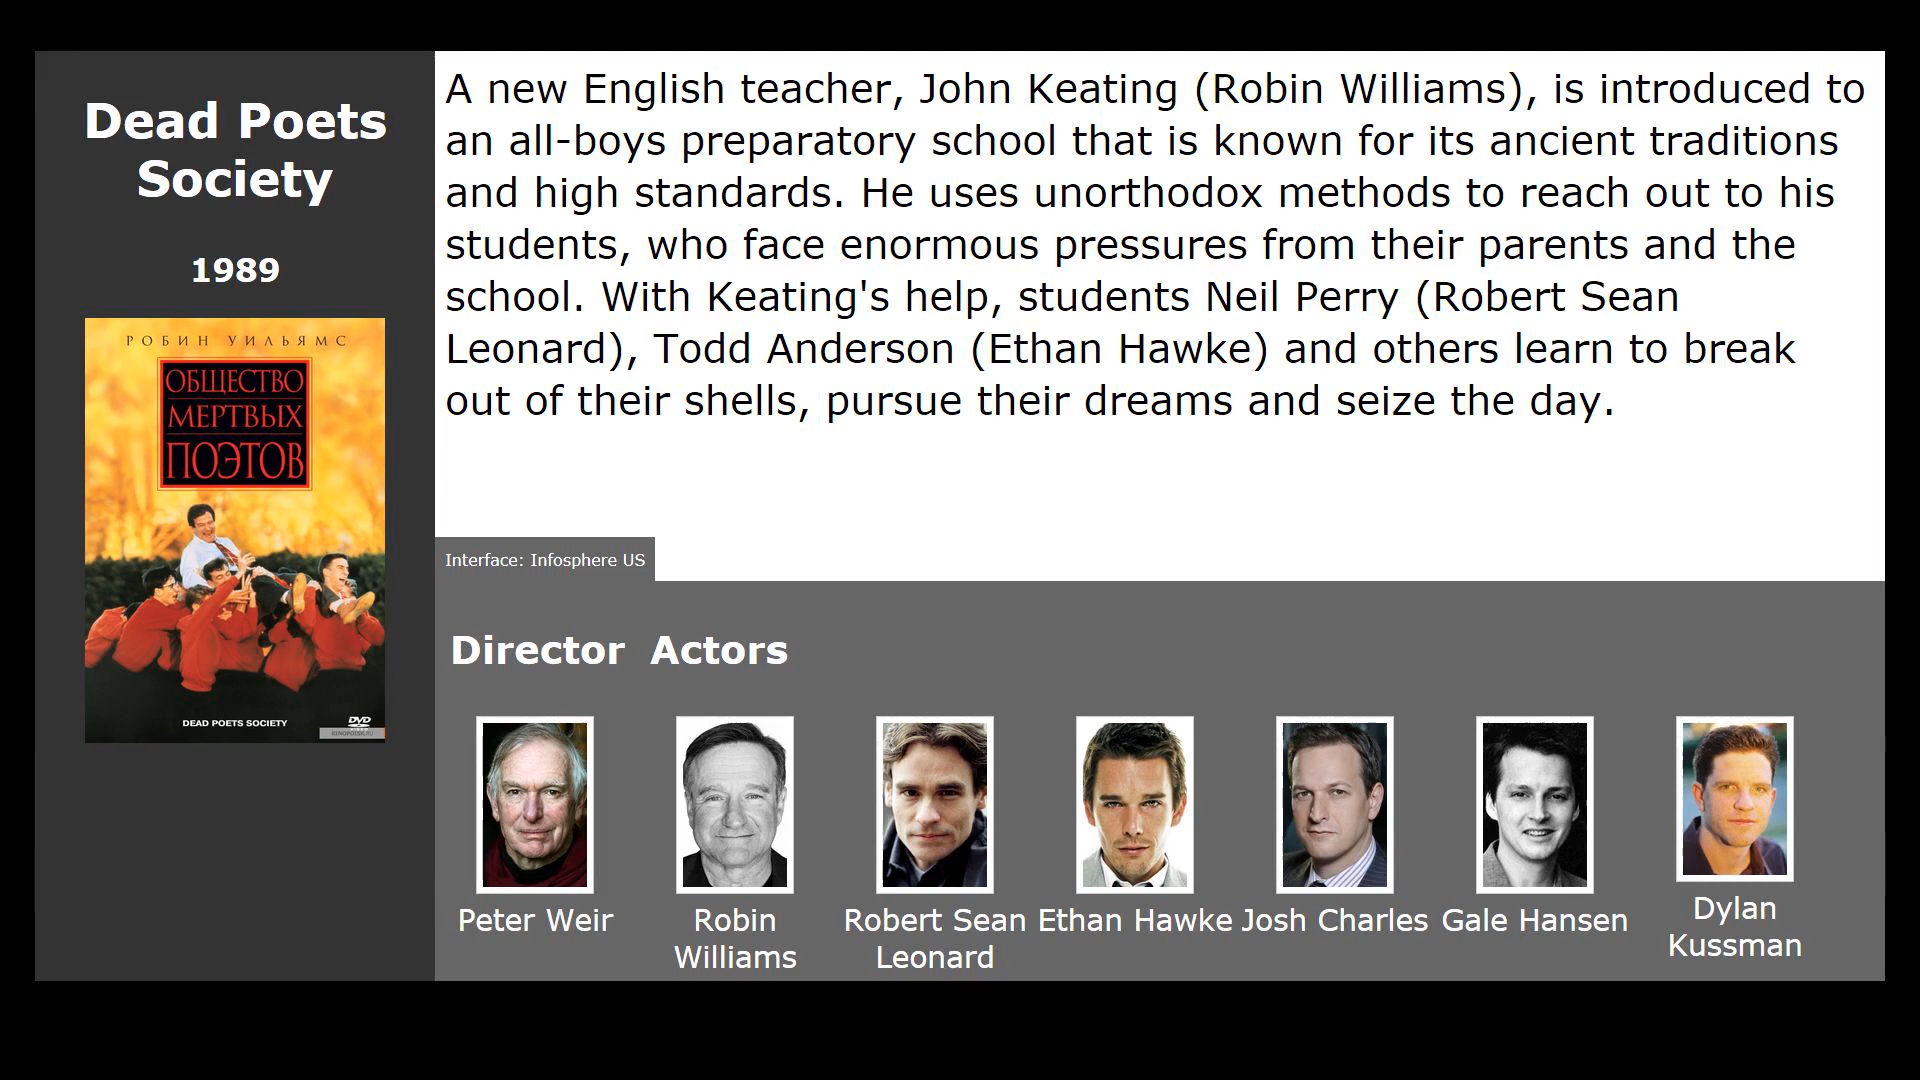 Dead Poets
Society
1989
РОБИН УИЛЬЯМС
ОБЩЕСТВО
МЕРТВЫХ
ПОЭТОВ
DEAD POETS SOCIETY
DVD
KINOPOISK.RU
A new English teacher, John Keating (Robin Williams), is introduced to
an all-boys preparatory school that is known for its ancient traditions
and high standards. He uses unorthodox methods to reach out to his
students, who face enormous pressures from their parents and the
school. With Keating's help, students Neil Perry (Robert Sean
Leonard), Todd Anderson (Ethan Hawke) and others learn to break
out of their shells, pursue their dreams and seize the day.
Interface: Infosphere US
Director Actors
Peter Weir
Robin
Williams
Robert Sean
Leonard
Ethan Hawke
Josh Charles
Gale Hansen
Dylan
Kussman